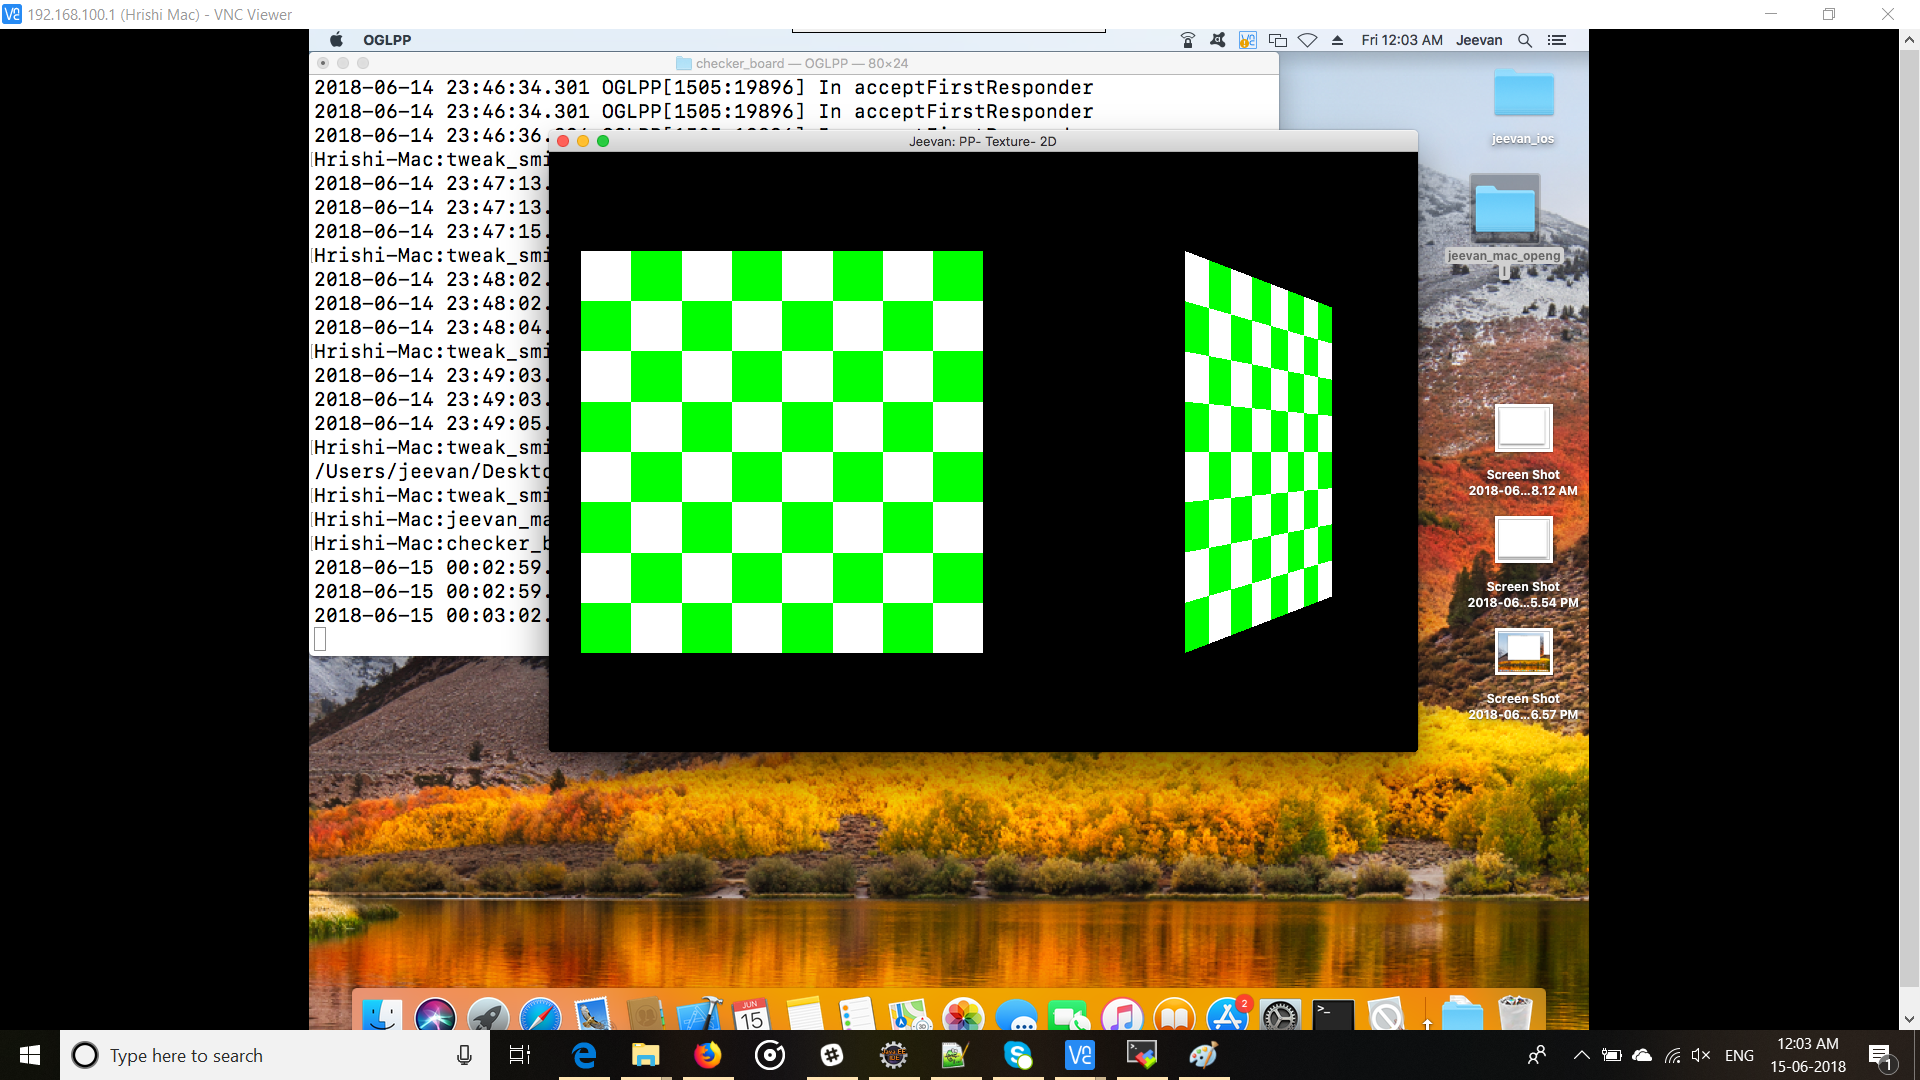 192.168.100.1 (Hrishi Mac) - VNC Viewer
OGLPP
Fri 12:03 AM Jeevan
checker_board — OGLPP — 80×24
2018-06-14 23:46:34.301 OGLPP[1505:19896] In acceptFirstResponder
2018-06-14 23:46:34.301 OGLPP[1505:19896] In acceptFirstResponder
2018-06-14 23:46:36.
Hrishi-Mac:tweak_smi
2018-06-14 23:47:13.
2018-06-14 23:47:13.
2018-06-14 23:47:15.
Hrishi-Mac:tweak_smi
2018-06-14 23:48:02.
2018-06-14 23:48:02.
2018-06-14 23:48:04.
Hrishi-Mac:tweak_smi
2018-06-14 23:49:03.
2018-06-14 23:49:03.
2018-06-14 23:49:05.
Hrishi-Mac:tweak_smi
/Users/jeevan/Deskto
Hrishi-Mac:tweak_smi
Hrishi-Mac:jeevan_ma
Hrishi-Mac:checker_b
2018-06-15 00:02:59.
2018-06-15 00:02:59.
2018-06-15 00:03:02.
Jeevan: PP- Texture- 2D
jeevan_ios
jeevan_mac_openg
l
Screen Shot
2018-06...8.12 AM
Screen Shot
2018-06...5.54 PM
Screen Shot
2018-06...6.57 PM
JUN
15
2
Type here to search
ENG
12:03 AM
15-06-2018
1